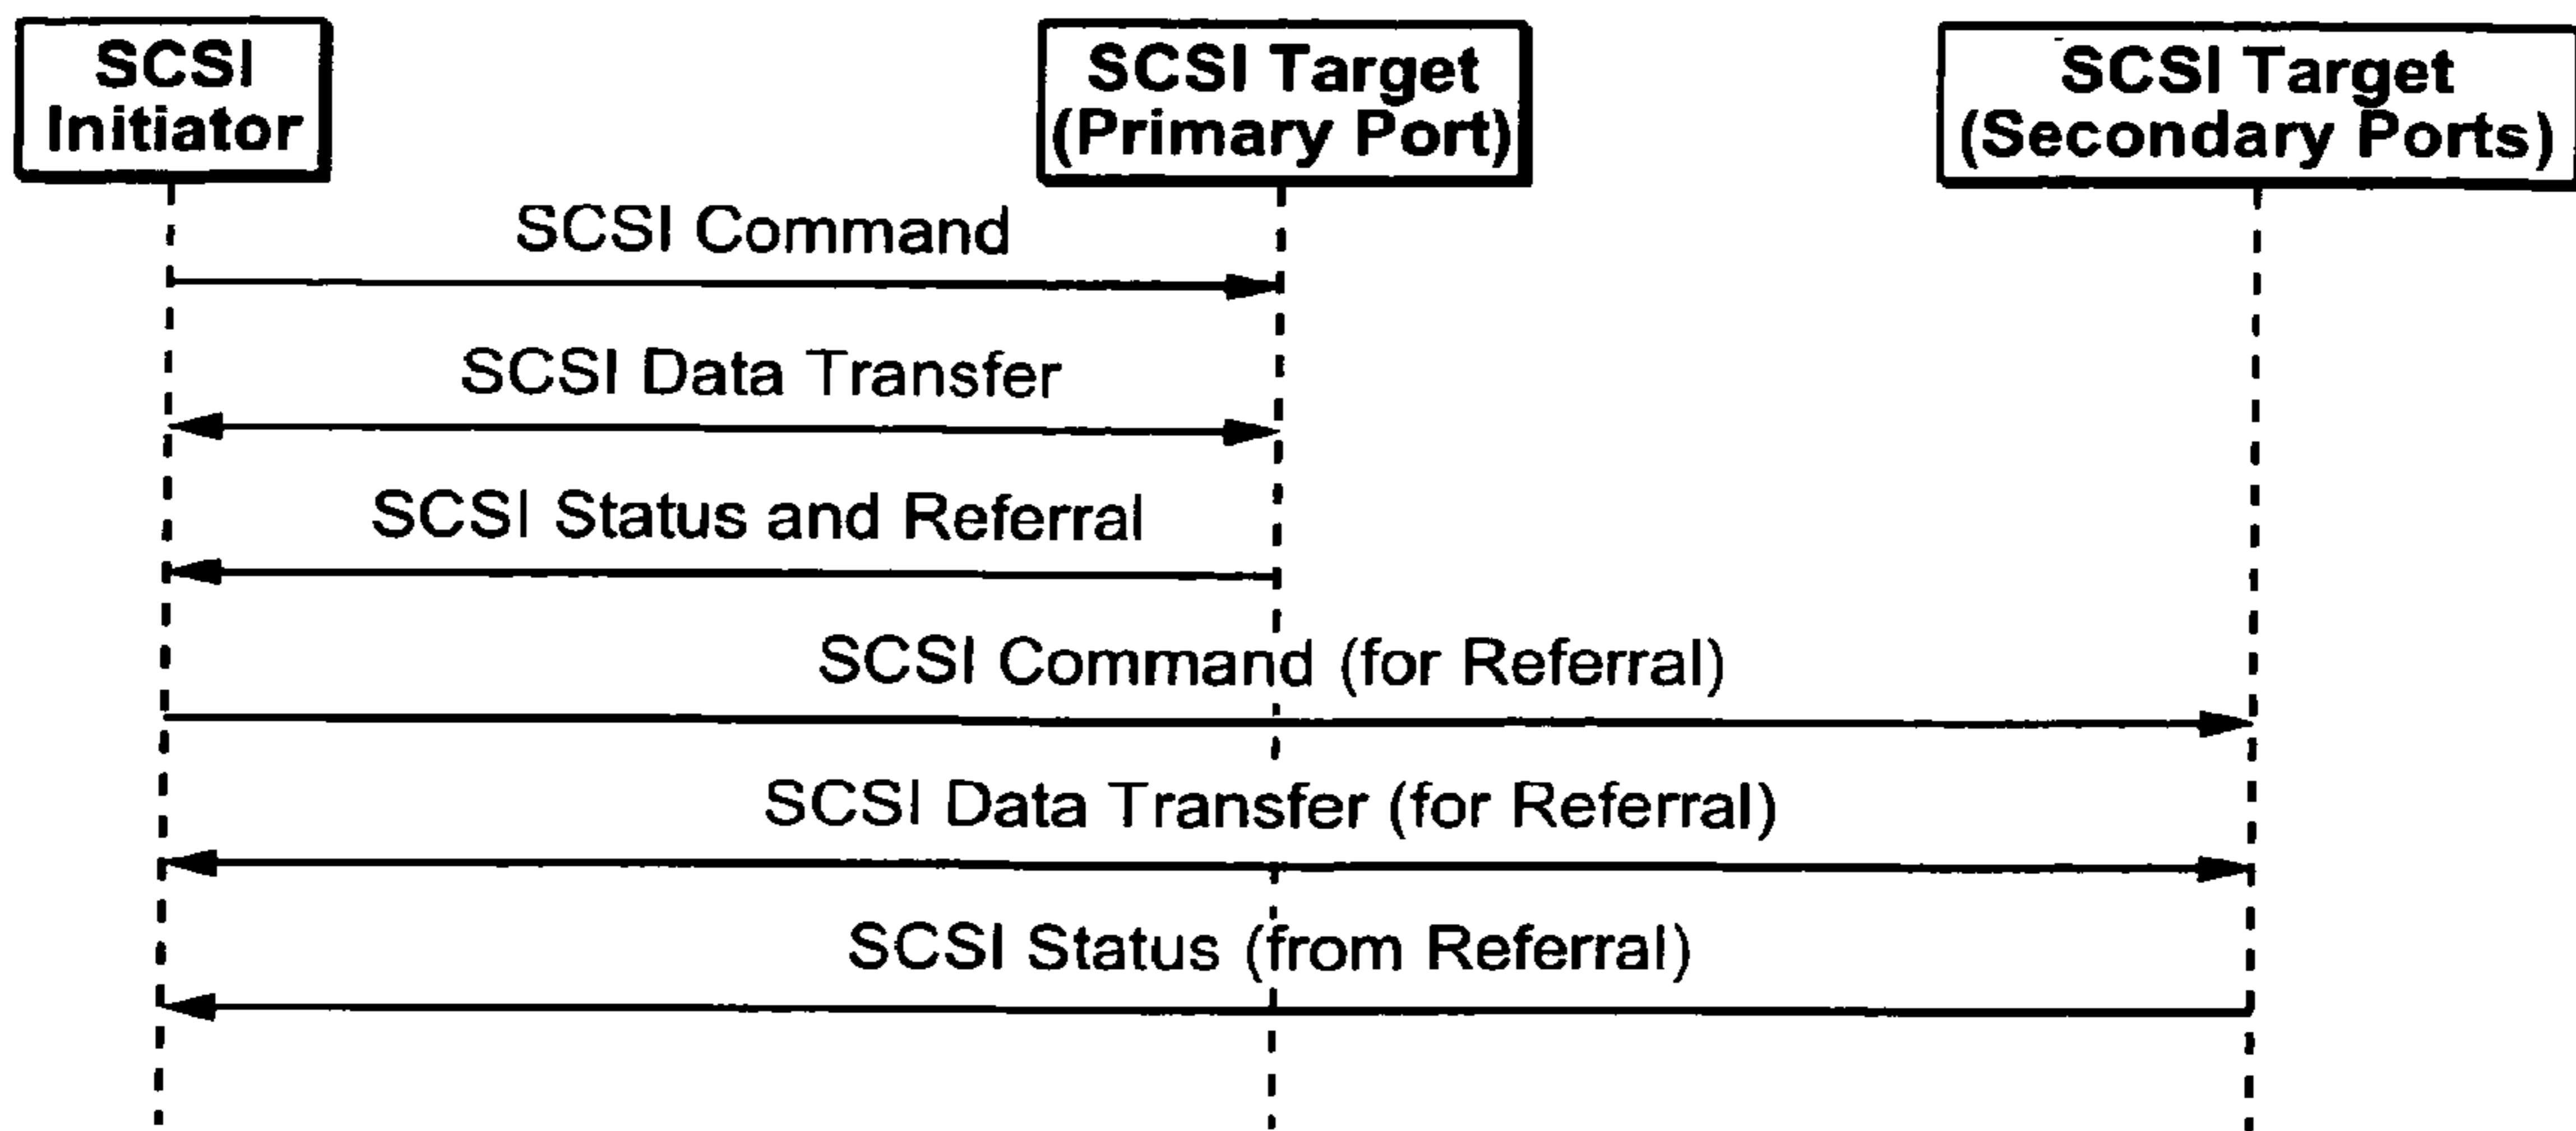 SCSI
Initiator
SCSI Target
(Primary Port)
SCSI Target
(Secondary Ports)
SCSI Command
SCSI Data Transfer
SCSI Status and Referral
SCSI Command (for Referral)
SCSI Data Transfer (for Referral)
SCSI Status (from Referral)